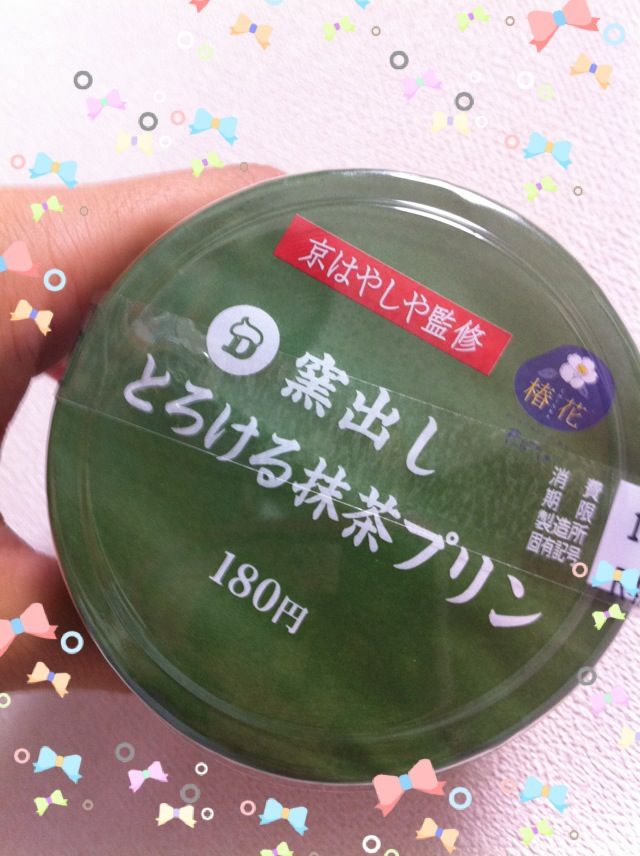 京はやしや監修
D
窯出し
とろける抹茶プリン
180円
椿花
消費
期限
製造所
固有記号